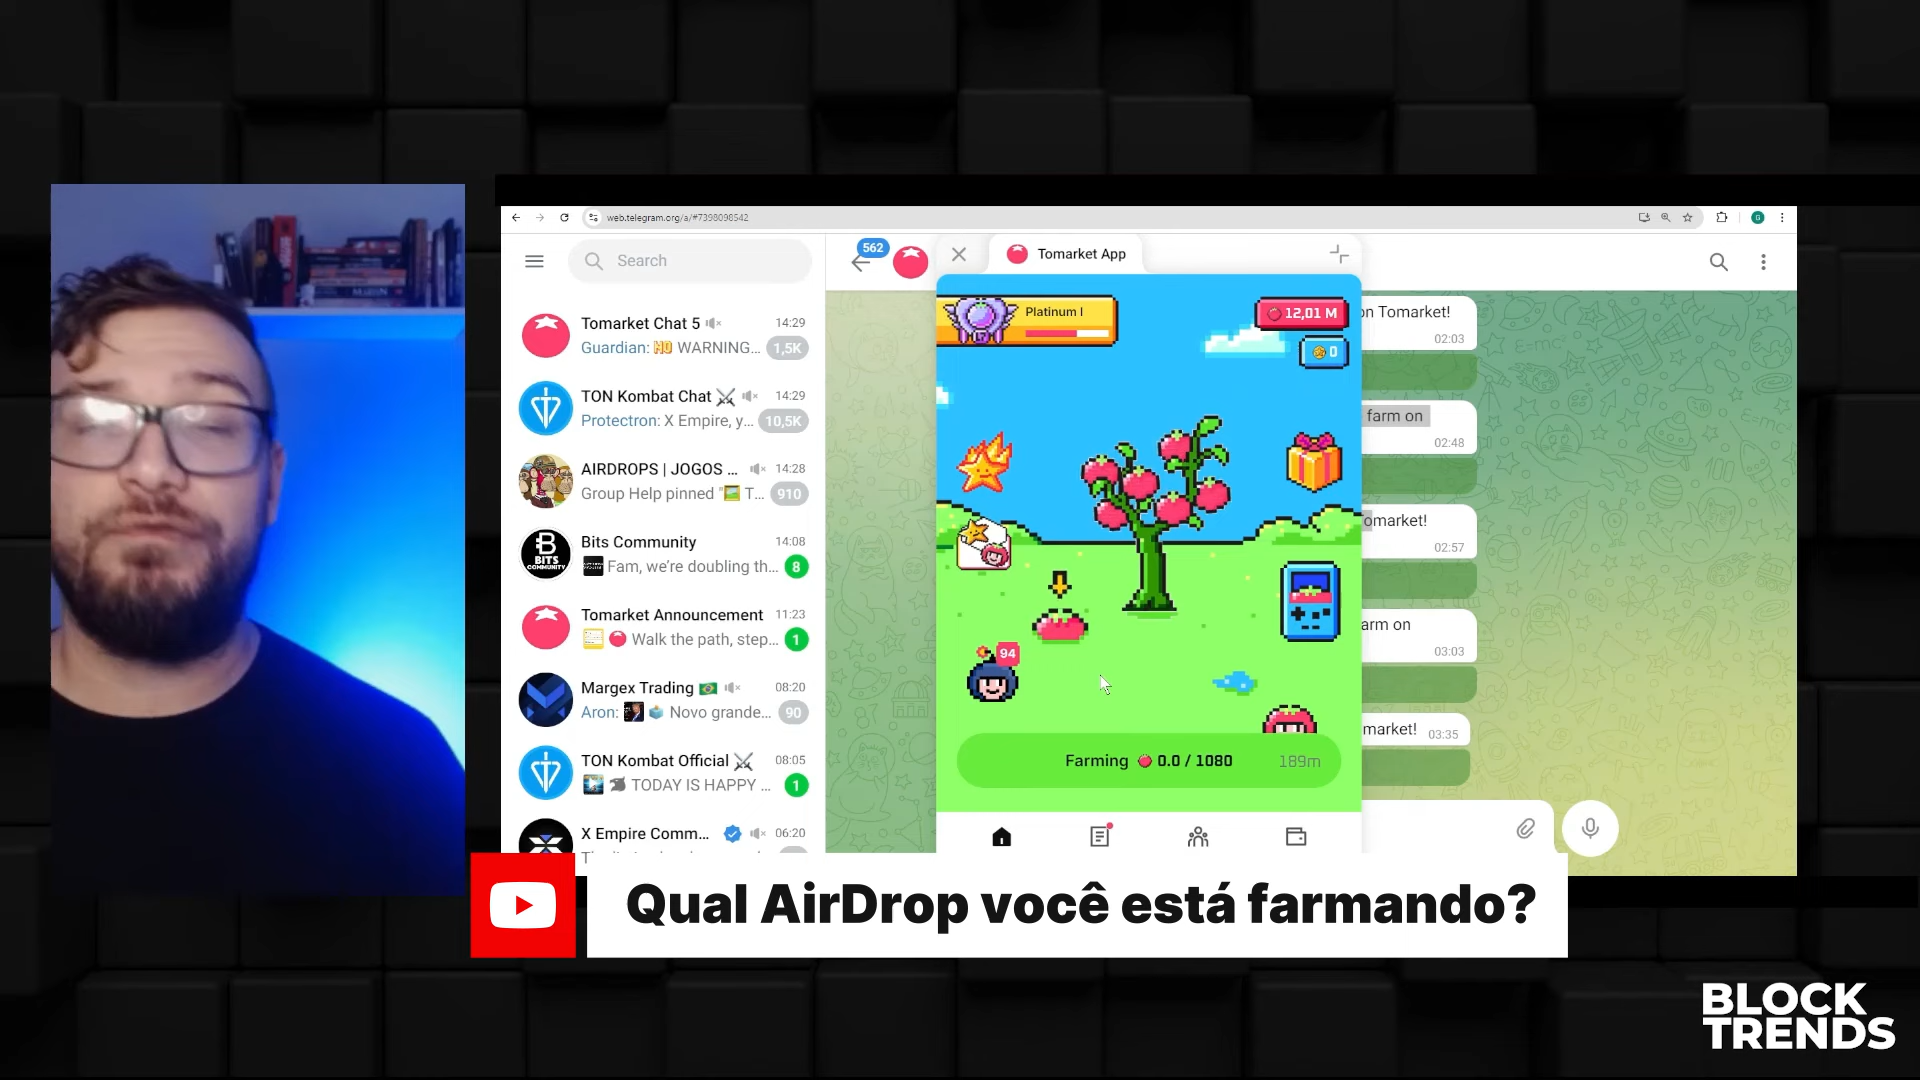 web.telegram.org/a/#7398098542
Search
Tomarket Chat 5
14:29
Guardian: NO WARNING...
1,5K
TON Kombat Chat
14:29
Protectron: X Empire, y...
10,5K
AIRDROPS | JOGOS ...
14:28
Group Help pinned "🖼 T...
910
BITS
COMMUNITY
Bits Community
14:08
Fam, we're doubling th...
8
Tomarket Announcement
11:23
Walk the path, step...
1
Margex Trading
08:20
Aron: Novo grande...
90
TON Kombat Official
08:05
TODAY IS HAPPY ...
1
X Empire Comm...
06:20
562
Tomarket App
Platinum I
12,01 M
0
94
Farming 0.0 / 1080
189m
on Tomarket!
02:03
farm on
02:48
omarket!
02:57
arm on
03:03
market!
03:35
Qual AirDrop você está farmando?
BLOCK
TRENDS